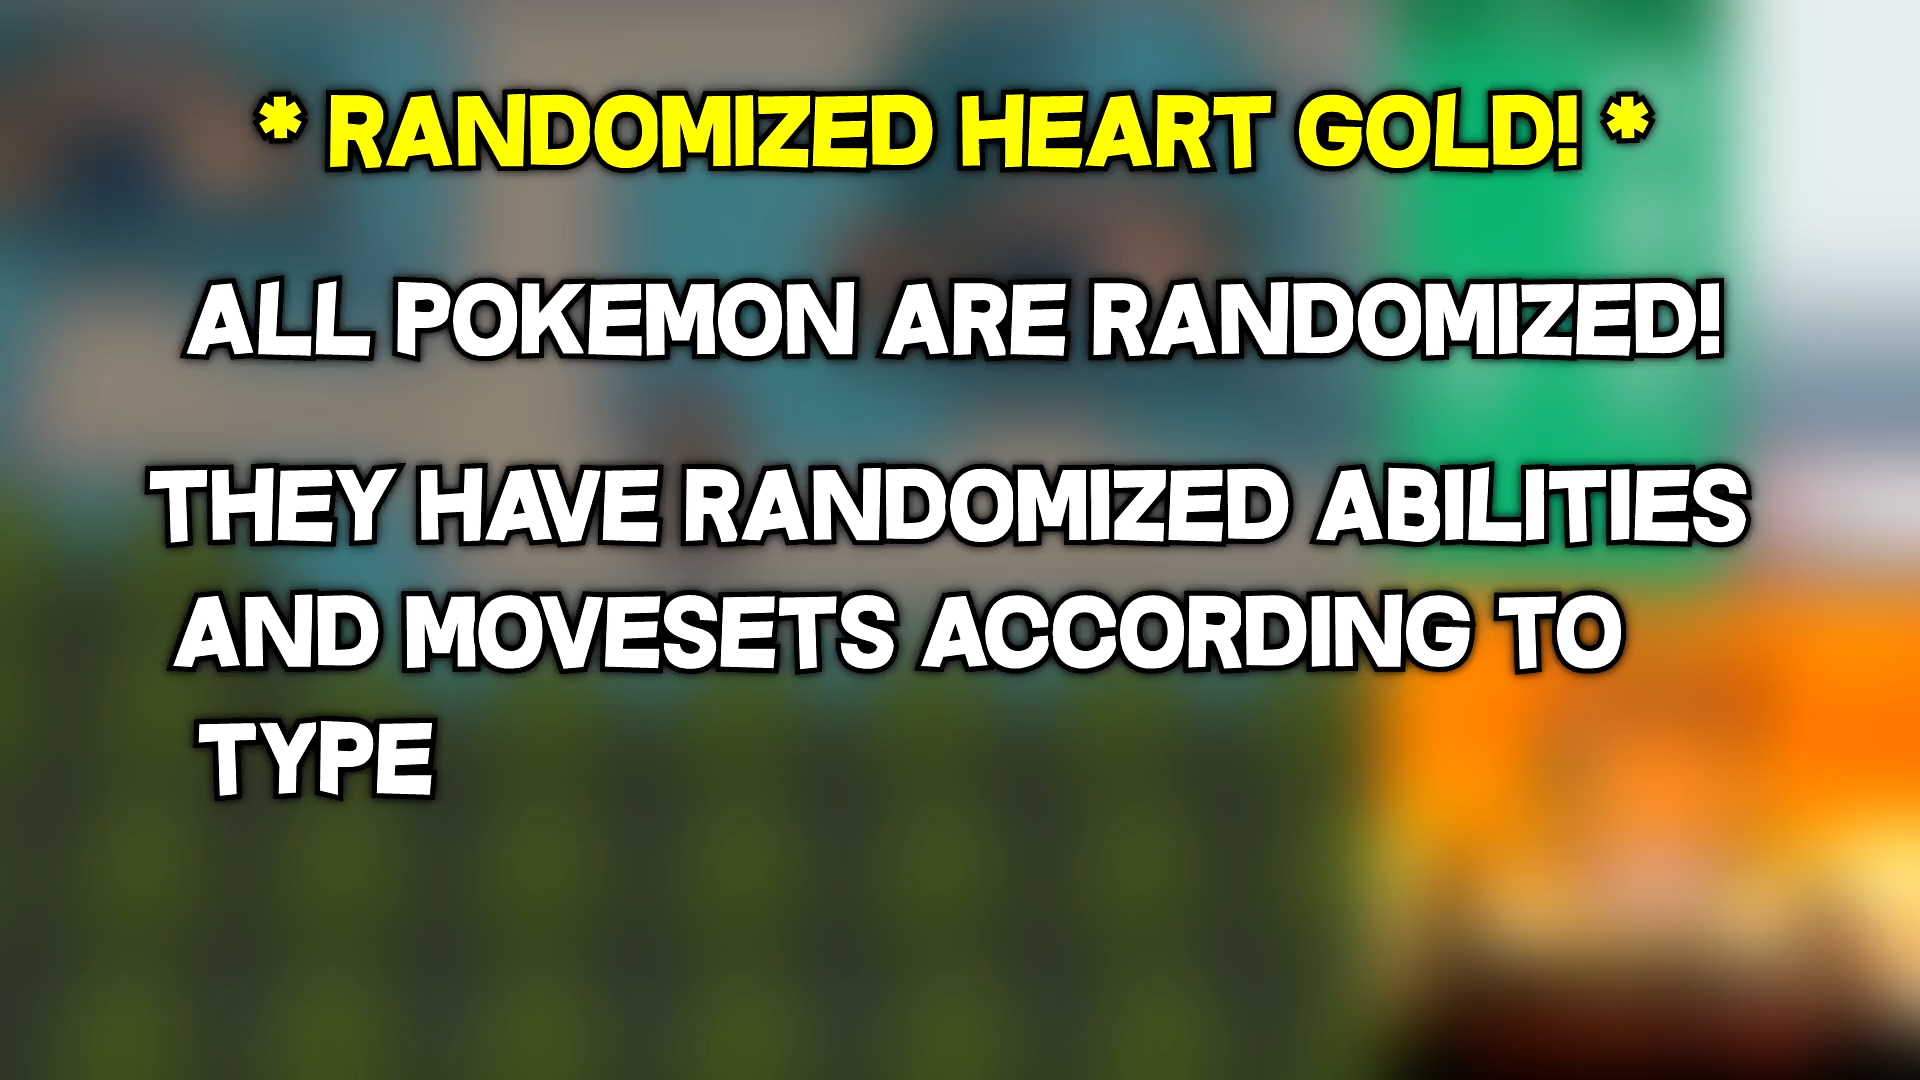 * RANDOMIZED HEART GOLD! *
ALL POKEMON ARE RANDOMIZED!
THEY HAVE RANDOMIZED ABILITIES
AND MOVESETS ACCORDING TO
TYPE